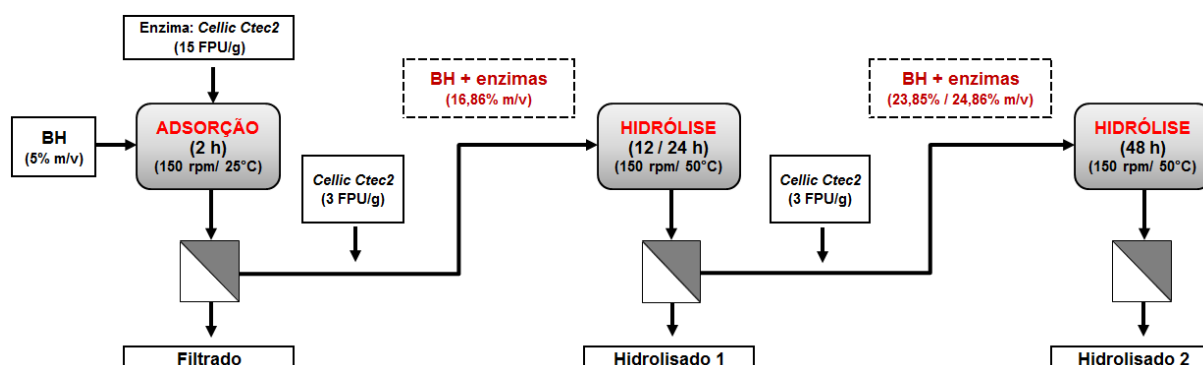 Enzima: Cellic Ctec2
(15 FPU/g)
BH
(5% m/v)
ADSORÇÃO
(2 h)
(150 rpm/ 25°C)
Filtrado
Cellic Ctec2
(3 FPU/g)
BH + enzimas
(16,86% m/v)
HIDRÓLISE
(12 / 24 h)
(150 rpm/ 50°C)
Hidrolisado 1
Cellic Ctec2
(3 FPU/g)
BH + enzimas
(23,85% / 24,86% m/v)
HIDRÓLISE
(48 h)
(150 rpm/ 50°C)
Hidrolisado 2